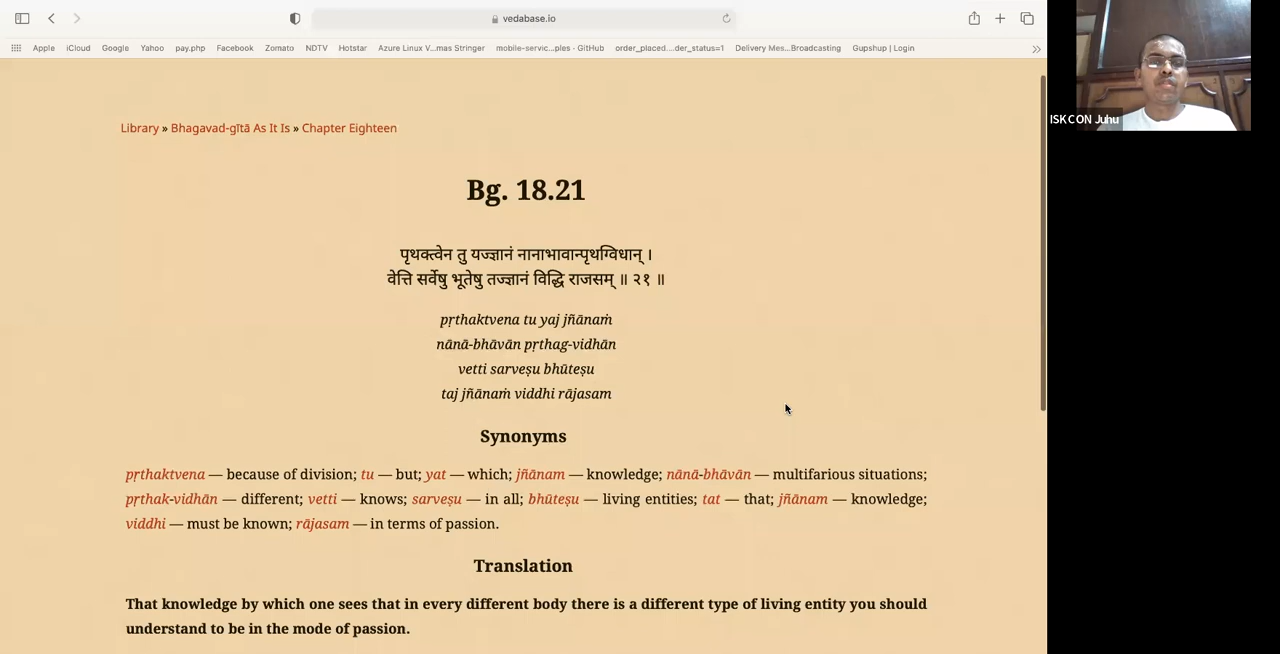 vedabase.io
Apple iCloud Google Yahoo pay.php Facebook Zomato NDTV Hotstar Azure Linux V...mas Stringer mobile-servic...ples · GitHub order_placed....der_status=1 Delivery Mes...Broadcasting Gupshup | Login
ISKCON Juhu
Library » Bhagavad-gītā As It Is » Chapter Eighteen
Bg. 18.21
पृथक्त्वेन तु यज्ज्ञानं नानाभावान्पृथग्विधान् ।
वेत्ति सर्वेषु भूतेषु तज्ज्ञानं विद्धि राजसम् ॥ २१ ॥
pṛthaktvena tu yaj jñānaṁ
nānā-bhāvān pṛthag-vidhān
vetti sarveṣu bhūteṣu
taj jñānaṁ viddhi rājasam
Synonyms
pṛthaktvena — because of division; tu — but; yat — which; jñānam — knowledge; nānā-bhāvān — multifarious situations;
pṛthak-vidhān — different; vetti — knows; sarveṣu — in all; bhūteṣu — living entities; tat — that; jñānam — knowledge;
viddhi — must be known; rājasam — in terms of passion.
Translation
That knowledge by which one sees that in every different body there is a different type of living entity you should
understand to be in the mode of passion.